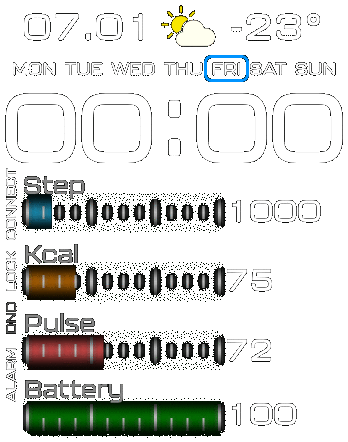 07.01 -23°
MON TUE WED THU FRI SAT SUN
00:00
CONNECT
LOCK
DND
ALARM
Step
1000
Kcal
75
Pulse
72
Battery
100